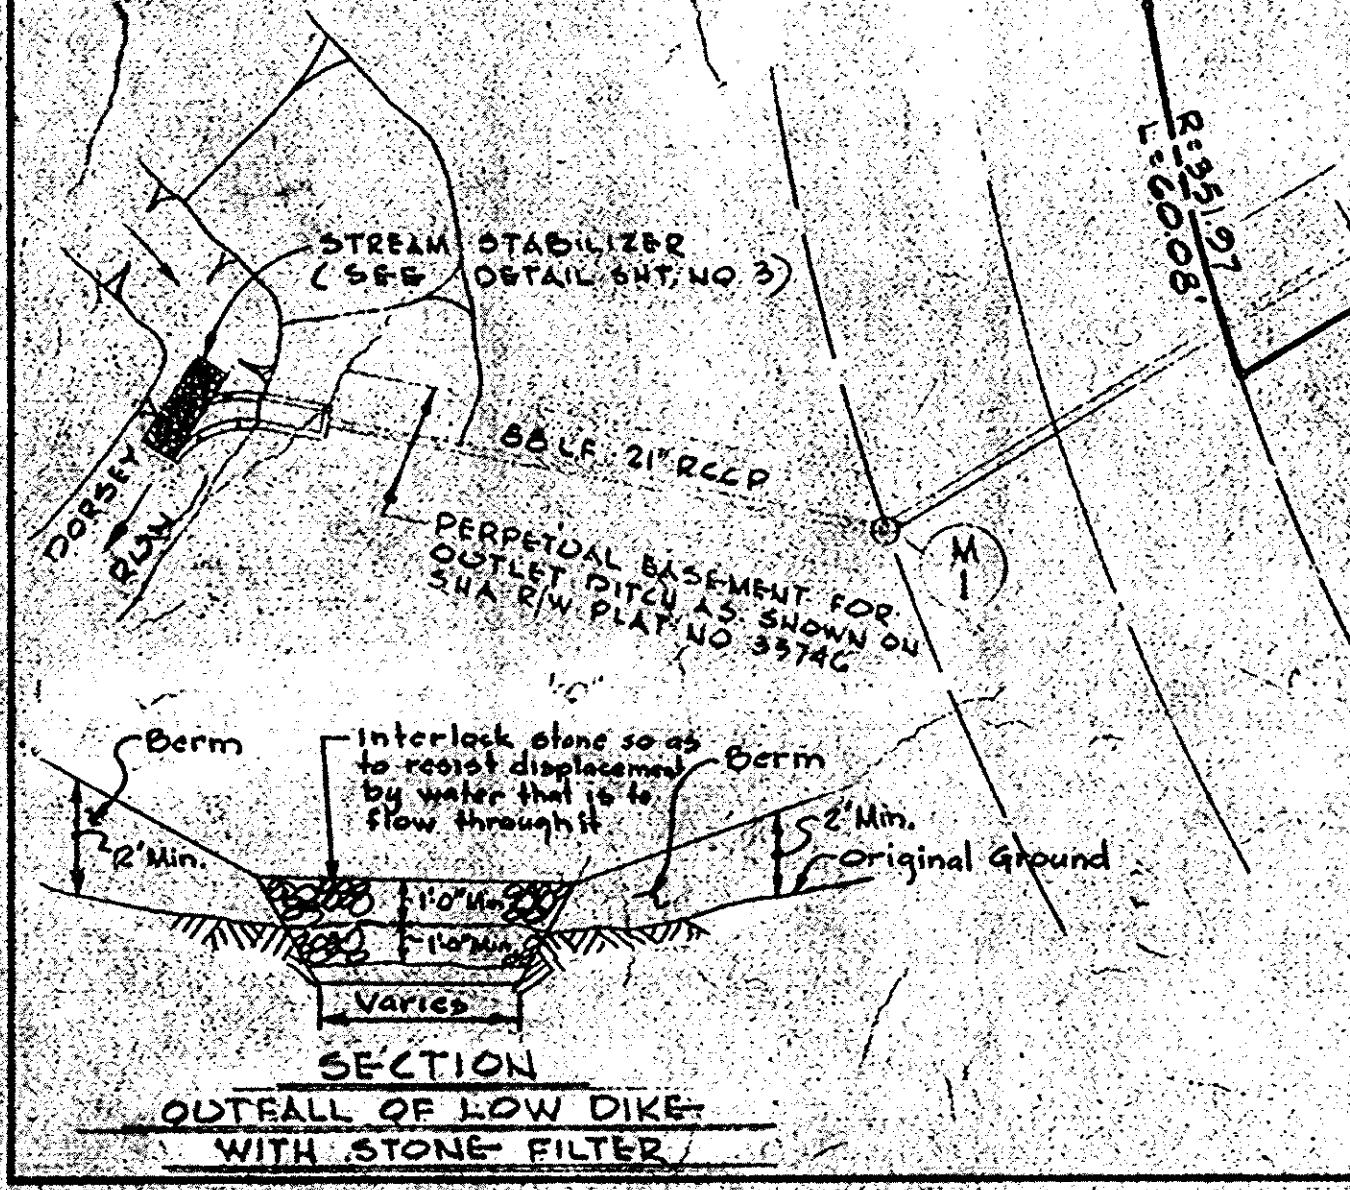 R=351.97
L=60.08'
STREAM STABILIZER
(SEE DETAIL SHT. NO 3)
88 LF. 21" RCCP
DORSEY
RUN
PERPETUAL EASEMENT FOR
OUTLET DITCH AS SHOWN ON
SHA R/W PLAT NO
M
1
1'-0"
Berm
Interlock stone so as
to resist displacement
by water that is to
flow through it
Berm
2' Min.
2' Min.
Original Ground
1'0" Min.
1'0" Min.
Varies
SECTION
OUTFALL OF LOW DIKE
WITH STONE FILTER